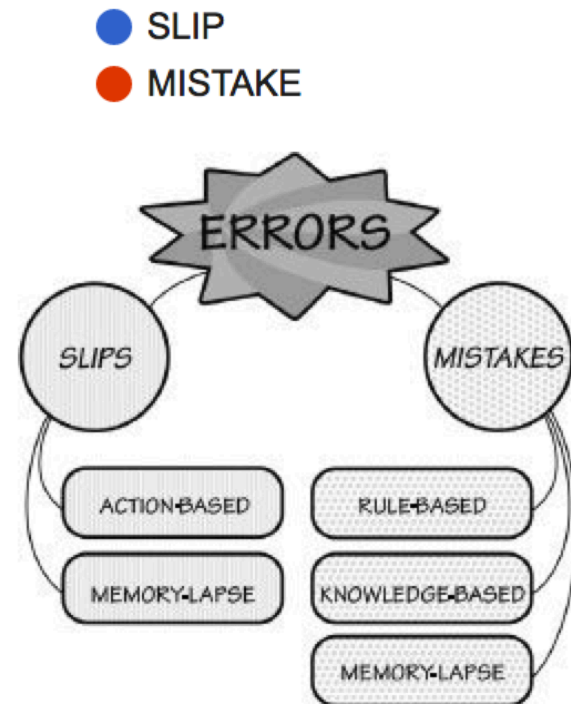 SLIP
MISTAKE
ERRORS
SLIPS
MISTAKES
ACTION-BASED
RULE-BASED
MEMORY-LAPSE
KNOWLEDGE-BASED
MEMORY-LAPSE